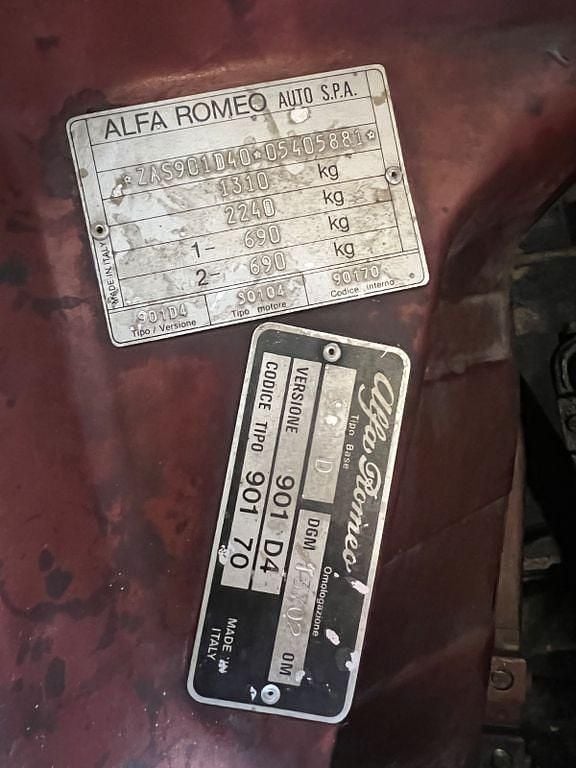 ALFA ROMEO AUTO S.P.A.
*ZAS901D40*05405881*
1310 kg
2240 kg
1- 690 kg
2- 690 kg
MADE IN ITALY
901D4 30104 90170
Tipo / Versione Tipo motore Codice interno
Alfa Romeo
Tipo Base Omologazione
D DGM OM
VERSIONE 901 D4
CODICE TIPO 901 70
MADE IN
ITALY